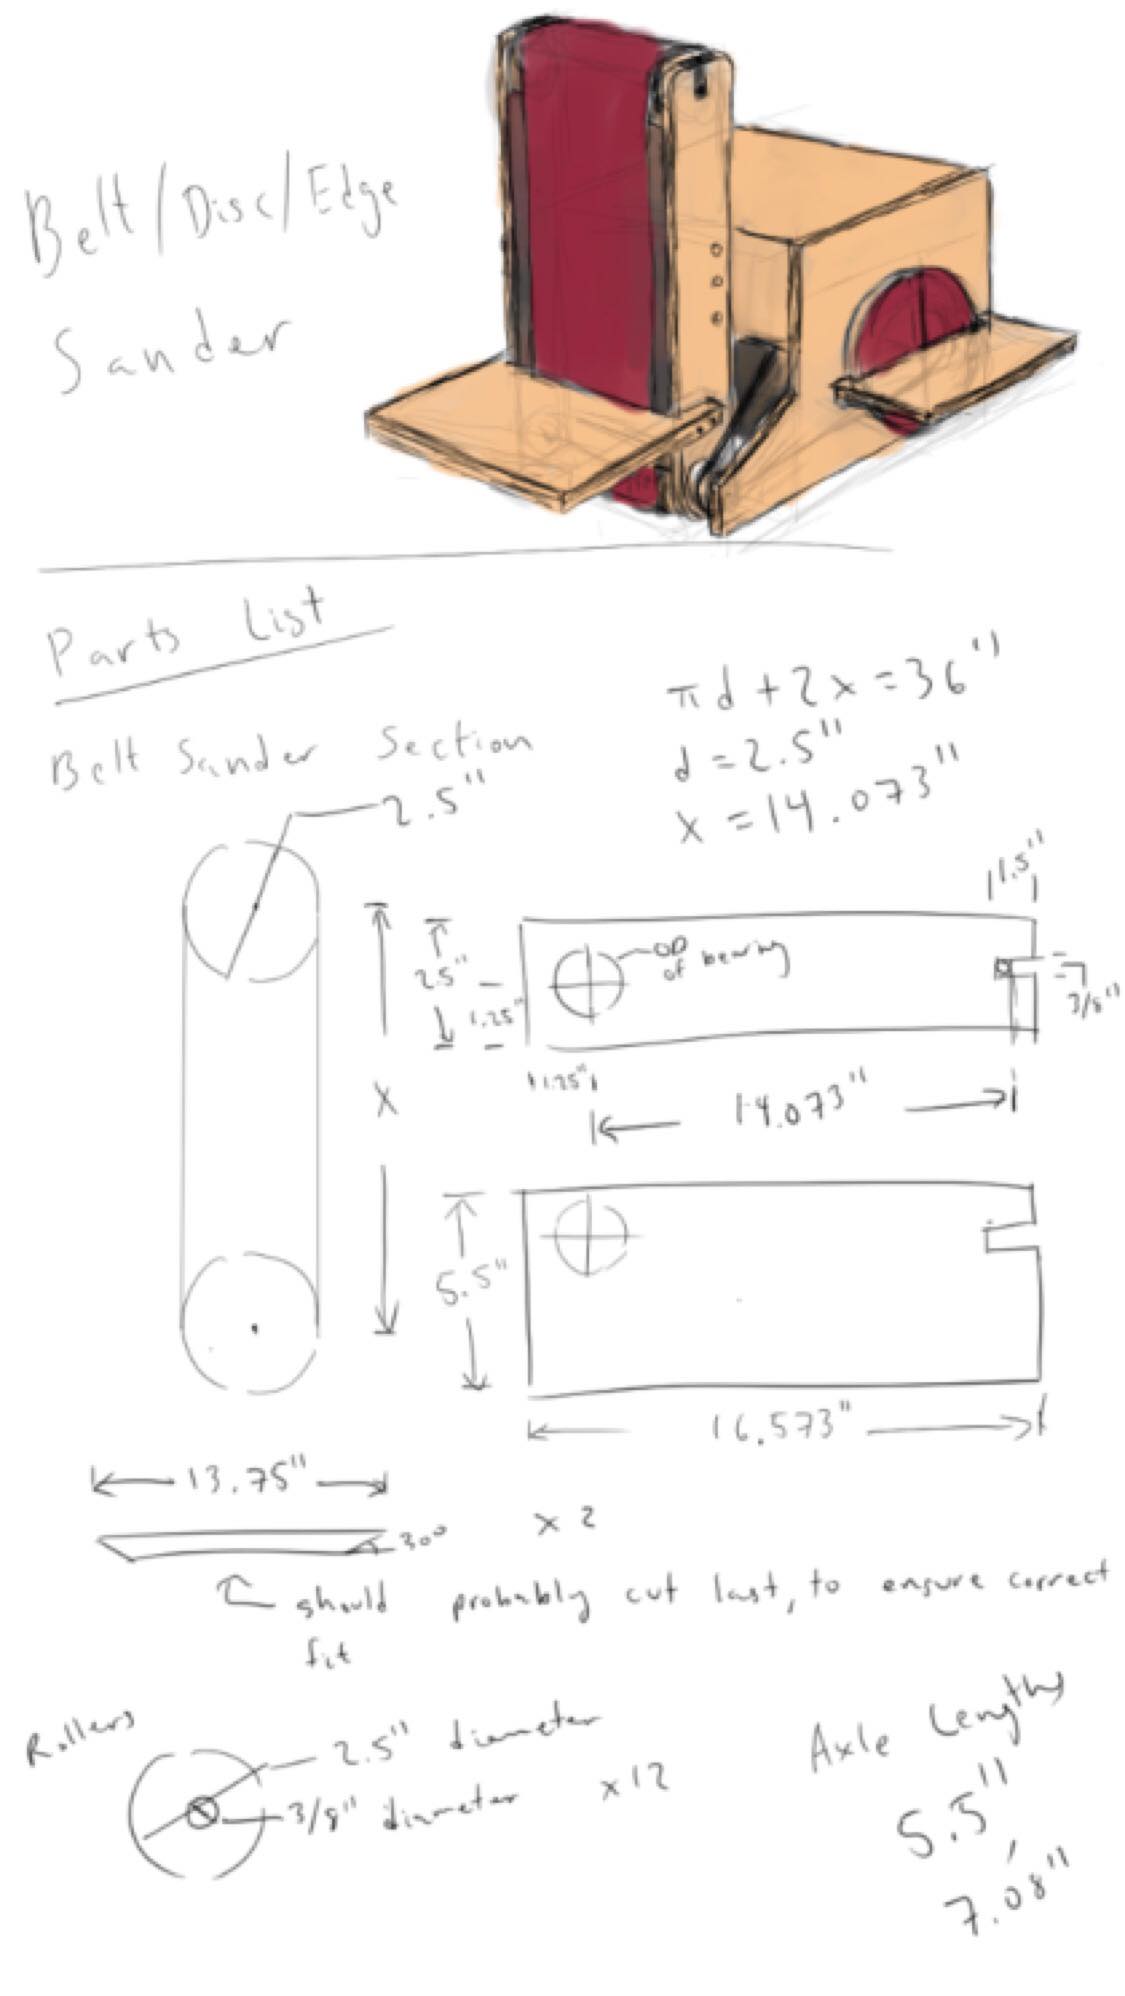 Belt/Disc/Edge
Sander
Parts List
πd + 2x = 36"
d = 2.5"
x = 14.073"
Belt Sander Section
2.5"
x
1.5"
OD
of bearing
2.5"
1.25"
3/8"
1.25"
14.073"
5.5"
16.573"
13.75"
30°
x 2
should probably cut last, to ensure correct
fit
Rollers
2.5" diameter
3/8" diameter
x12
Axle Lengths
5.5",
7.08"